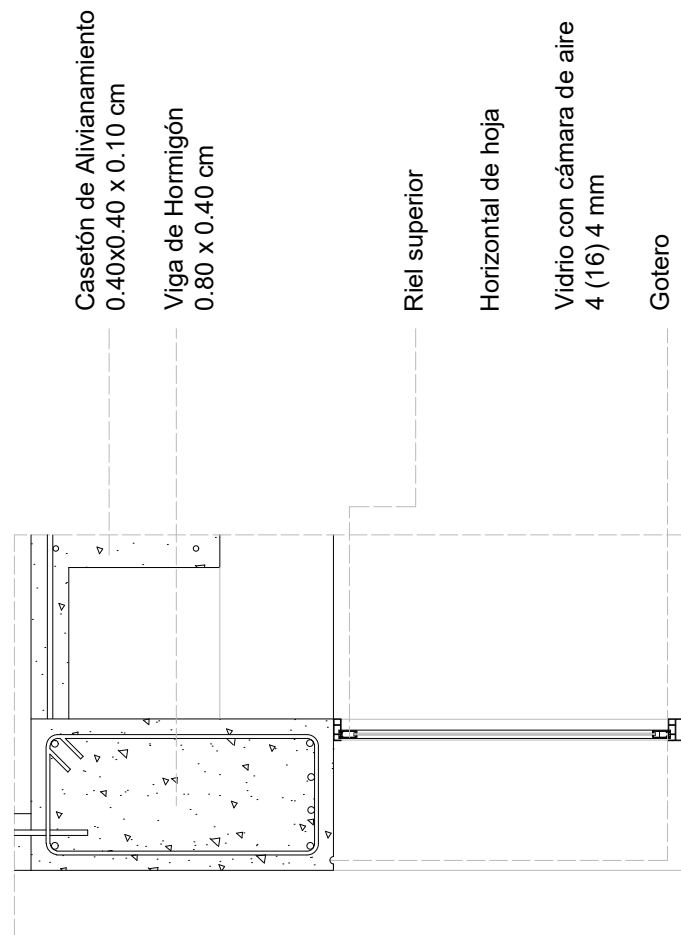 Casetón de Alivianamiento
0.40x0.40 x 0.10 cm
Viga de Hormigón
0.80 x 0.40 cm
Riel superior
Horizontal de hoja
Vidrio con cámara de aire
4 (16) 4 mm
Gotero